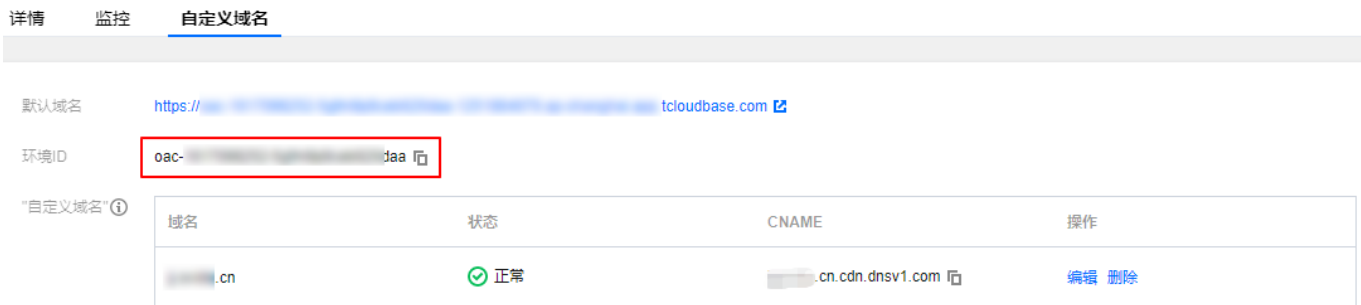 详情 监控 自定义域名
默认域名 https:// tcloudbase.com
环境ID oac- daa
"自定义域名"
域名 状态 CNAME 操作
.cn 正常 .cn.cdn.dnsv1.com 编辑 删除